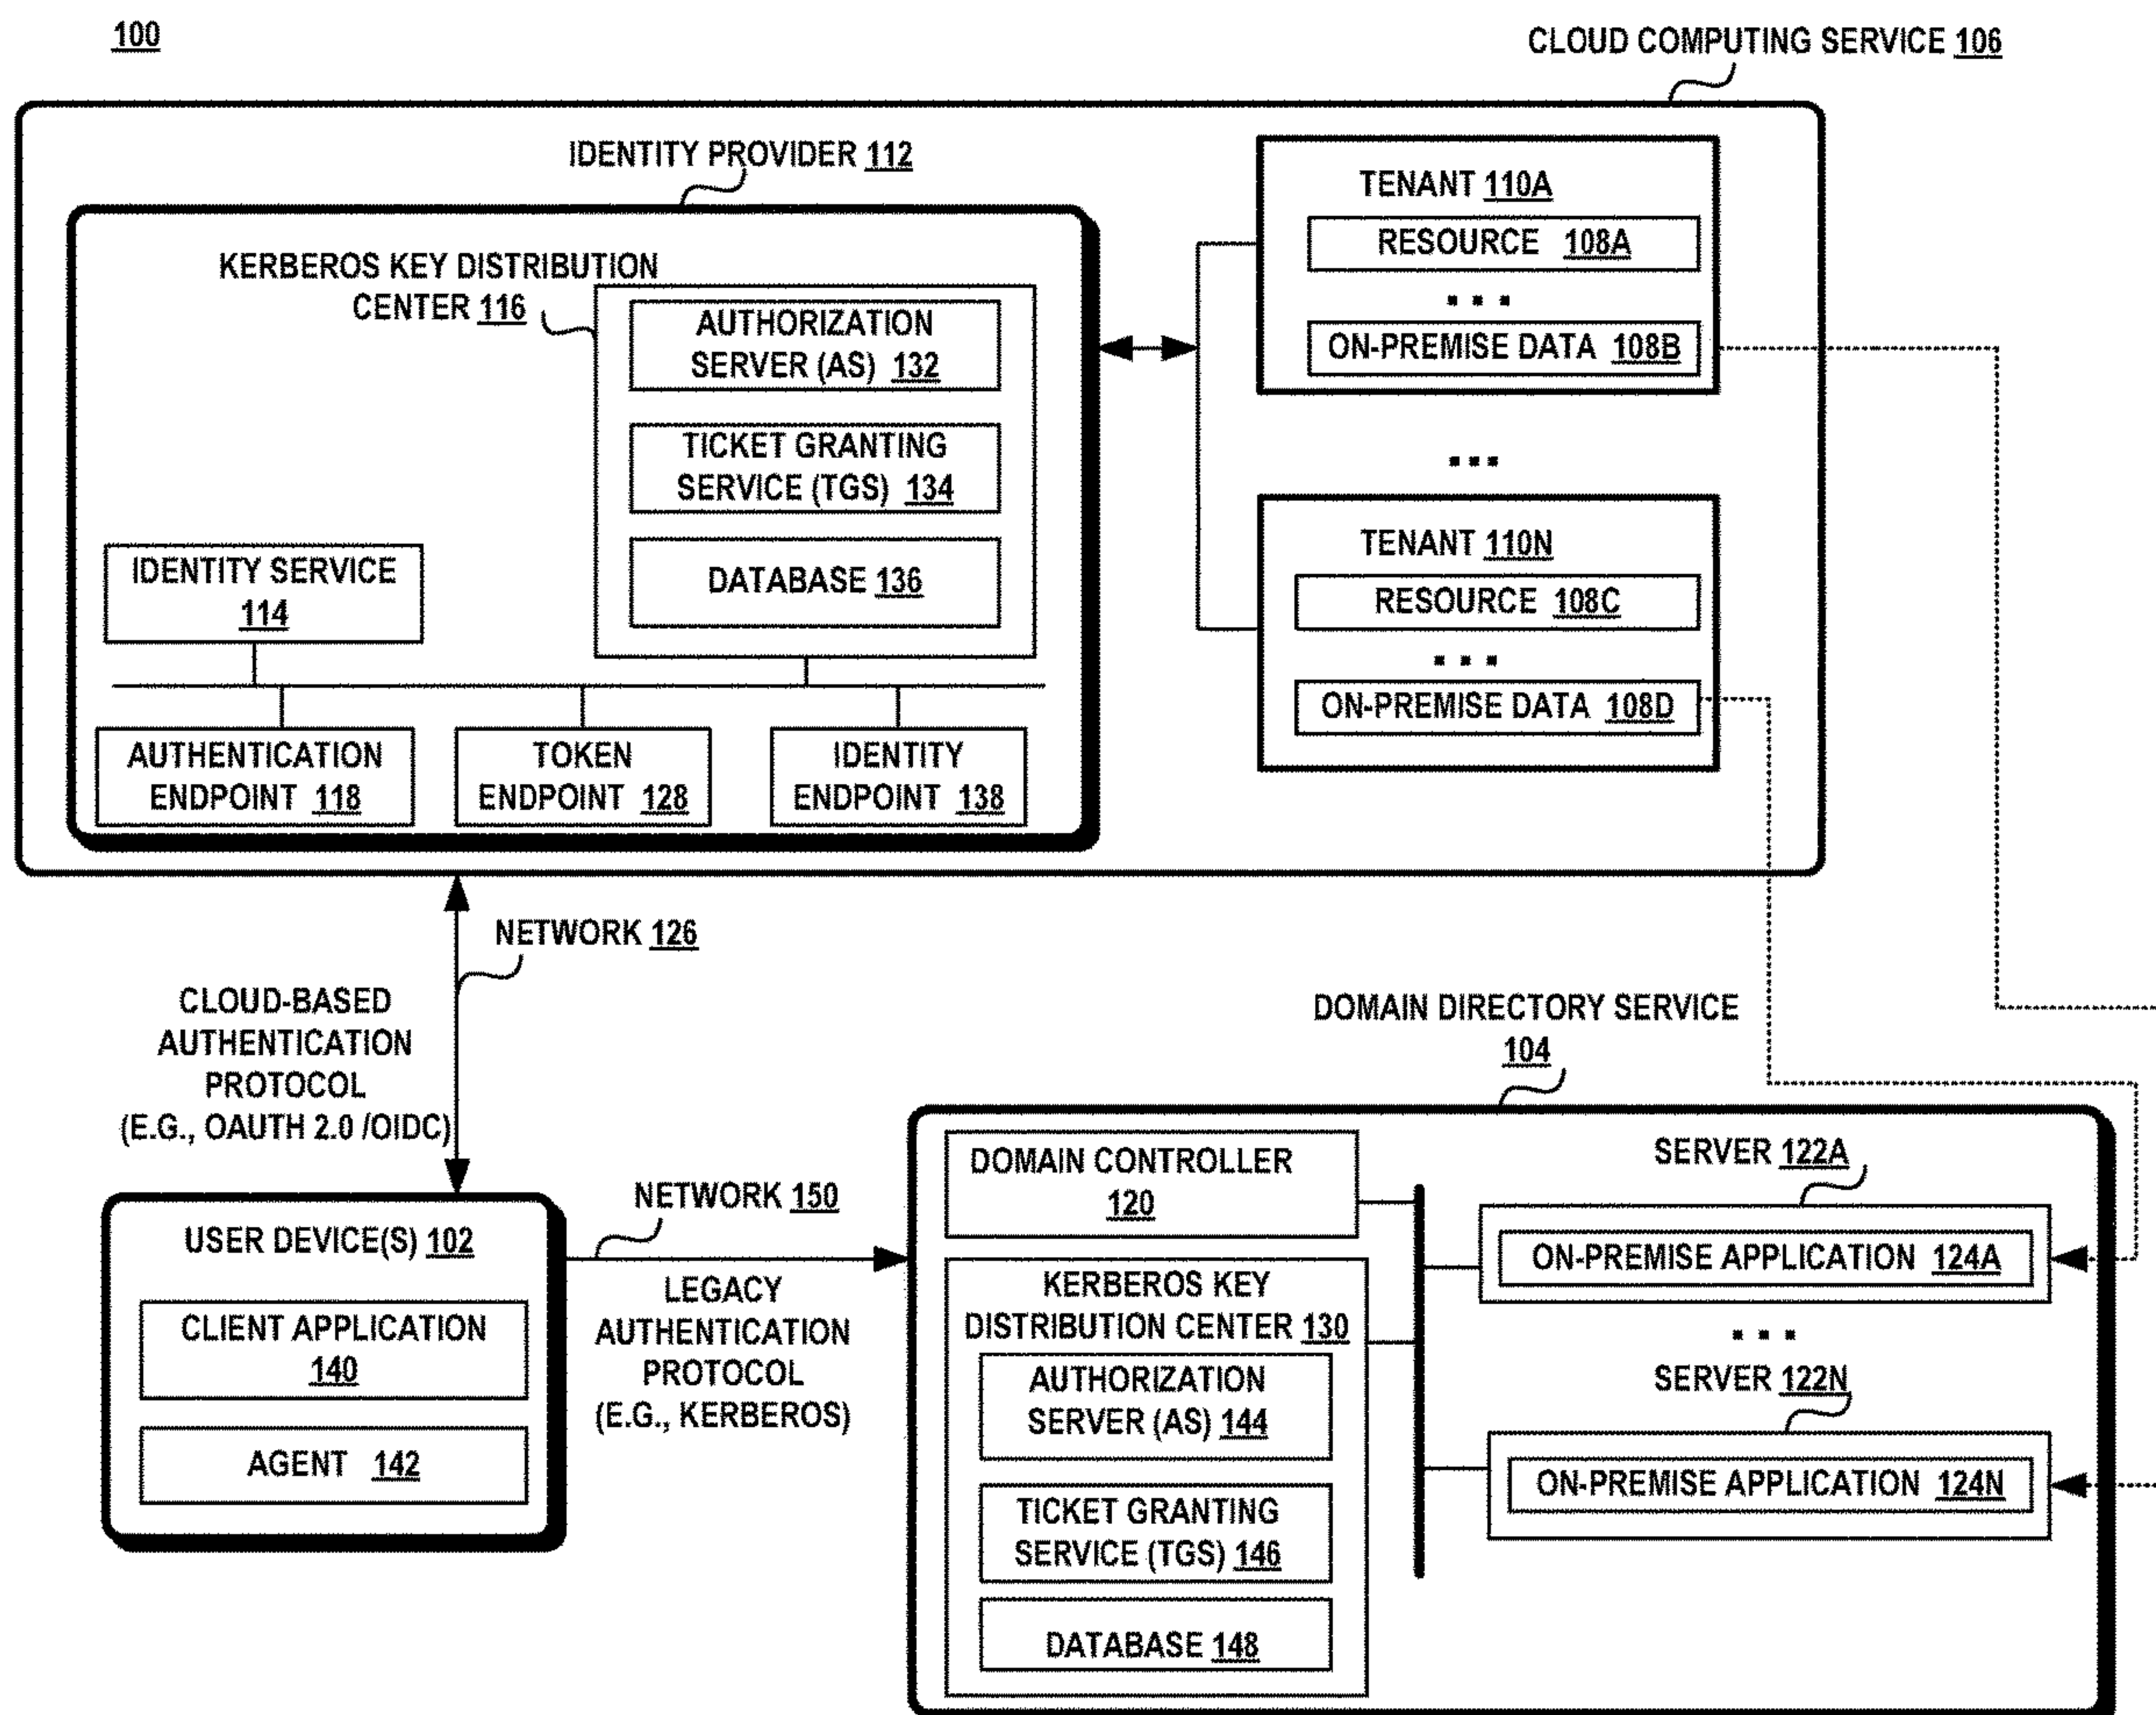 100
CLOUD COMPUTING SERVICE 106
IDENTITY PROVIDER 112
KERBEROS KEY DISTRIBUTION
CENTER 116
AUTHORIZATION
SERVER (AS) 132
TICKET GRANTING
SERVICE (TGS) 134
DATABASE 136
IDENTITY SERVICE
114
AUTHENTICATION
ENDPOINT 118
TOKEN
ENDPOINT 128
IDENTITY
ENDPOINT 138
TENANT 110A
RESOURCE 108A
...
ON-PREMISE DATA 108B
...
TENANT 110N
RESOURCE 108C
...
ON-PREMISE DATA 108D
NETWORK 126
CLOUD-BASED
AUTHENTICATION
PROTOCOL
(E.G., OAUTH 2.0 /OIDC)
USER DEVICE(S) 102
CLIENT APPLICATION
140
AGENT 142
NETWORK 150
LEGACY
AUTHENTICATION
PROTOCOL
(E.G., KERBEROS)
DOMAIN DIRECTORY SERVICE
104
DOMAIN CONTROLLER
120
KERBEROS KEY
DISTRIBUTION CENTER 130
AUTHORIZATION
SERVER (AS) 144
TICKET GRANTING
SERVICE (TGS) 146
DATABASE 148
SERVER 122A
ON-PREMISE APPLICATION 124A
...
SERVER 122N
ON-PREMISE APPLICATION 124N